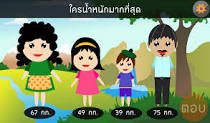 ใครน้ำหนักมากที่สุด
67 กก.
49 กก.
39 กก.
75 กก.
ตอบ